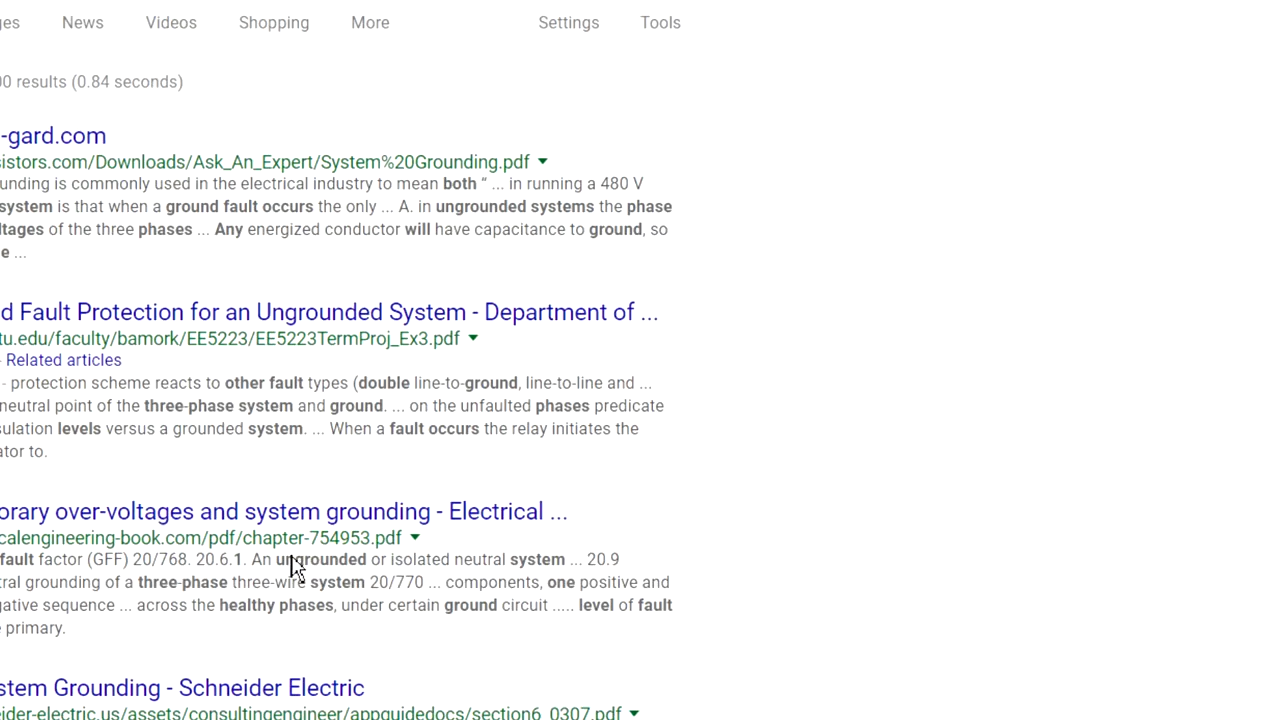 ges News Videos Shopping More Settings Tools
00 results (0.84 seconds)
-gard.com
sistors.com/Downloads/Ask_An_Expert/System%20Grounding.pdf
unding is commonly used in the electrical industry to mean both “ ... in running a 480 V
system is that when a ground fault occurs the only ... A. in ungrounded systems the phase
ltages of the three phases ... Any energized conductor will have capacitance to ground, so
e ...
d Fault Protection for an Ungrounded System - Department of ...
tu.edu/faculty/bamork/EE5223/EE5223TermProj_Ex3.pdf
Related articles
- protection scheme reacts to other fault types (double line-to-ground, line-to-line and ...
neutral point of the three-phase system and ground. ... on the unfaulted phases predicate
sulation levels versus a grounded system. ... When a fault occurs the relay initiates the
ator to.
orary over-voltages and system grounding - Electrical ...
calengineering-book.com/pdf/chapter-754953.pdf
fault factor (GFF) 20/768. 20.6.1. An ungrounded or isolated neutral system ... 20.9
tral grounding of a three-phase three-wire system 20/770 ... components, one positive and
gative sequence ... across the healthy phases, under certain ground circuit ..... level of fault
e primary.
stem Grounding - Schneider Electric
eider-electric.us/assets/consultingengineer/appguidedocs/section6_0307.pdf